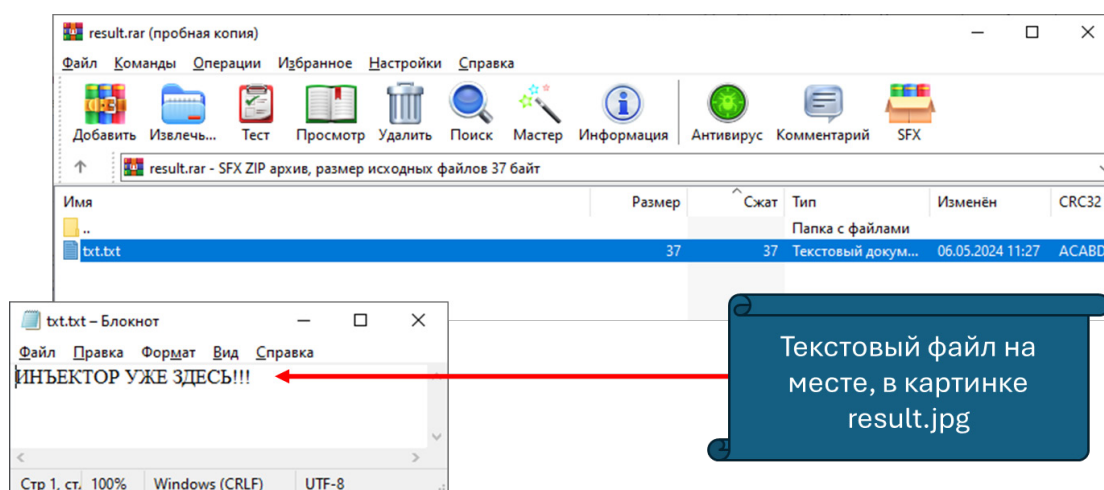 result.rar (пробная копия)
Файл Команды Операции Избранное Настройки Справка
Добавить Извлечь... Тест Просмотр Удалить Поиск Мастер Информация Антивирус Комментарий SFX
result.rar - SFX ZIP архив, размер исходных файлов 37 байт
Имя Размер Сжат Тип Изменён CRC32
.. Папка с файлами
txt.txt 37 37 Текстовый докум... 06.05.2024 11:27 ACABD
txt.txt – Блокнот
Файл Правка Формат Вид Справка
ИНЪЕКТОР УЖЕ ЗДЕСЬ!!!
Стр 1, ст. 100% Windows (CRLF) UTF-8
Текстовый файл на
месте, в картинке
result.jpg